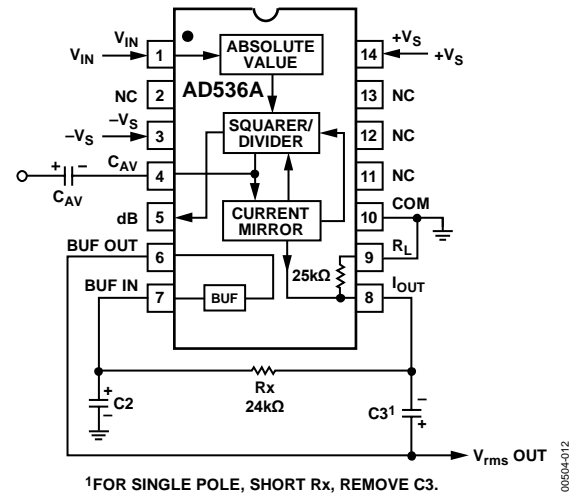 V_IN
V_IN
1
ABSOLUTE
VALUE
14
+V_S
+V_S
NC
2
AD536A
13
NC
–V_S
–V_S
3
SQUARER/
DIVIDER
12
NC
+ –
C_AV
C_AV
4
11
NC
dB
5
CURRENT
MIRROR
10
COM
BUF OUT
6
25kΩ
9
R_L
BUF IN
7
BUF
8
I_OUT
+
C2
–
Rx
24kΩ
–
C3¹
+
V_rms OUT
¹FOR SINGLE POLE, SHORT Rx, REMOVE C3.
00504-012